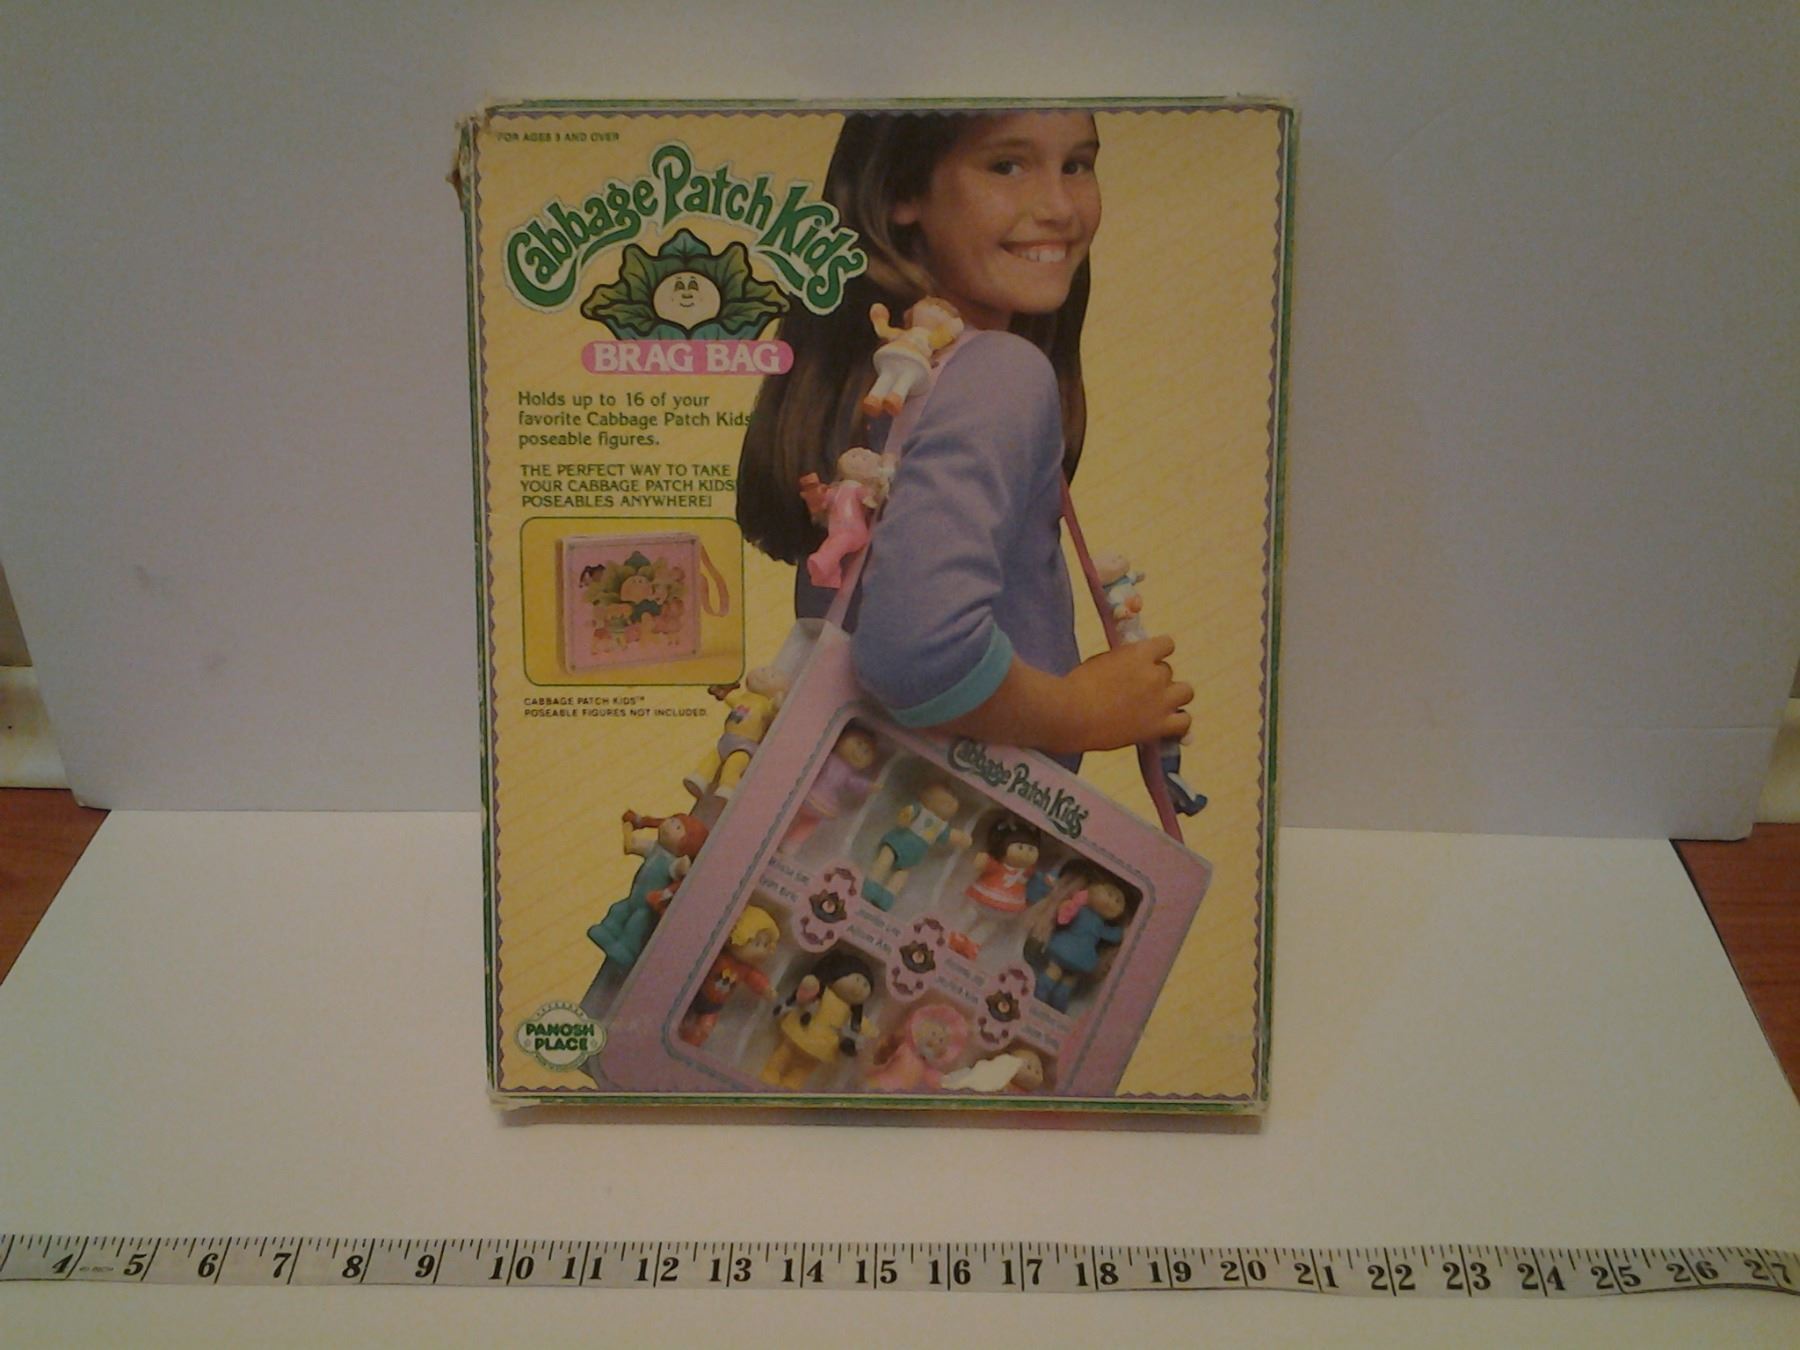 FOR AGES 3 AND OVER
Cabbage Patch Kids
BRAG BAG
Holds up to 16 of your
favorite Cabbage Patch Kids
poseable figures.
THE PERFECT WAY TO TAKE
YOUR CABBAGE PATCH KIDS
POSEABLES ANYWHERE!
CABBAGE PATCH KIDS™
POSEABLE FIGURES NOT INCLUDED.
Cabbage Patch Kids
PANOSH
PLACE
4 5 6 7 8 9 10 11 12 13 14 15 16 17 18 19 20 21 22 23 24 25 26 27